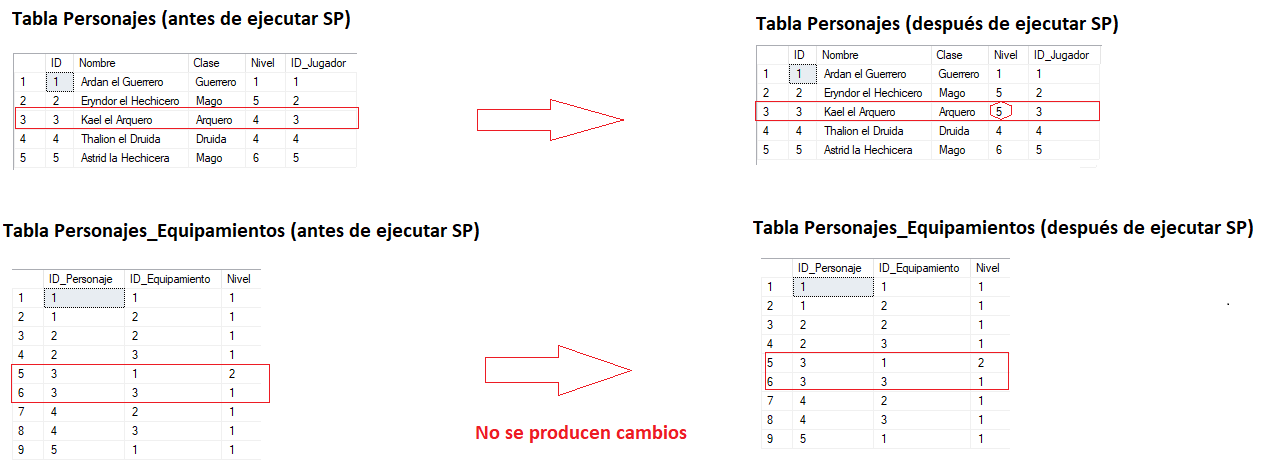 Tabla Personajes (antes de ejecutar SP)
ID Nombre Clase Nivel ID_Jugador
1 1 Ardan el Guerrero Guerrero 1 1
2 2 Eryndor el Hechicero Mago 5 2
3 3 Kael el Arquero Arquero 4 3
4 4 Thalion el Druida Druida 4 4
5 5 Astrid la Hechicera Mago 6 5
Tabla Personajes (después de ejecutar SP)
ID Nombre Clase Nivel ID_Jugador
1 1 Ardan el Guerrero Guerrero 1 1
2 2 Eryndor el Hechicero Mago 5 2
3 3 Kael el Arquero Arquero 5 3
4 4 Thalion el Druida Druida 4 4
5 5 Astrid la Hechicera Mago 6 5
Tabla Personajes_Equipamientos (antes de ejecutar SP)
ID_Personaje ID_Equipamiento Nivel
1 1 1 1
2 1 2 1
3 2 2 1
4 2 3 1
5 3 1 2
6 3 3 1
7 4 2 1
8 4 3 1
9 5 1 1
No se producen cambios
Tabla Personajes_Equipamientos (después de ejecutar SP)
ID_Personaje ID_Equipamiento Nivel
1 1 1 1
2 1 2 1
3 2 2 1
4 2 3 1
5 3 1 2
6 3 3 1
7 4 2 1
8 4 3 1
9 5 1 1